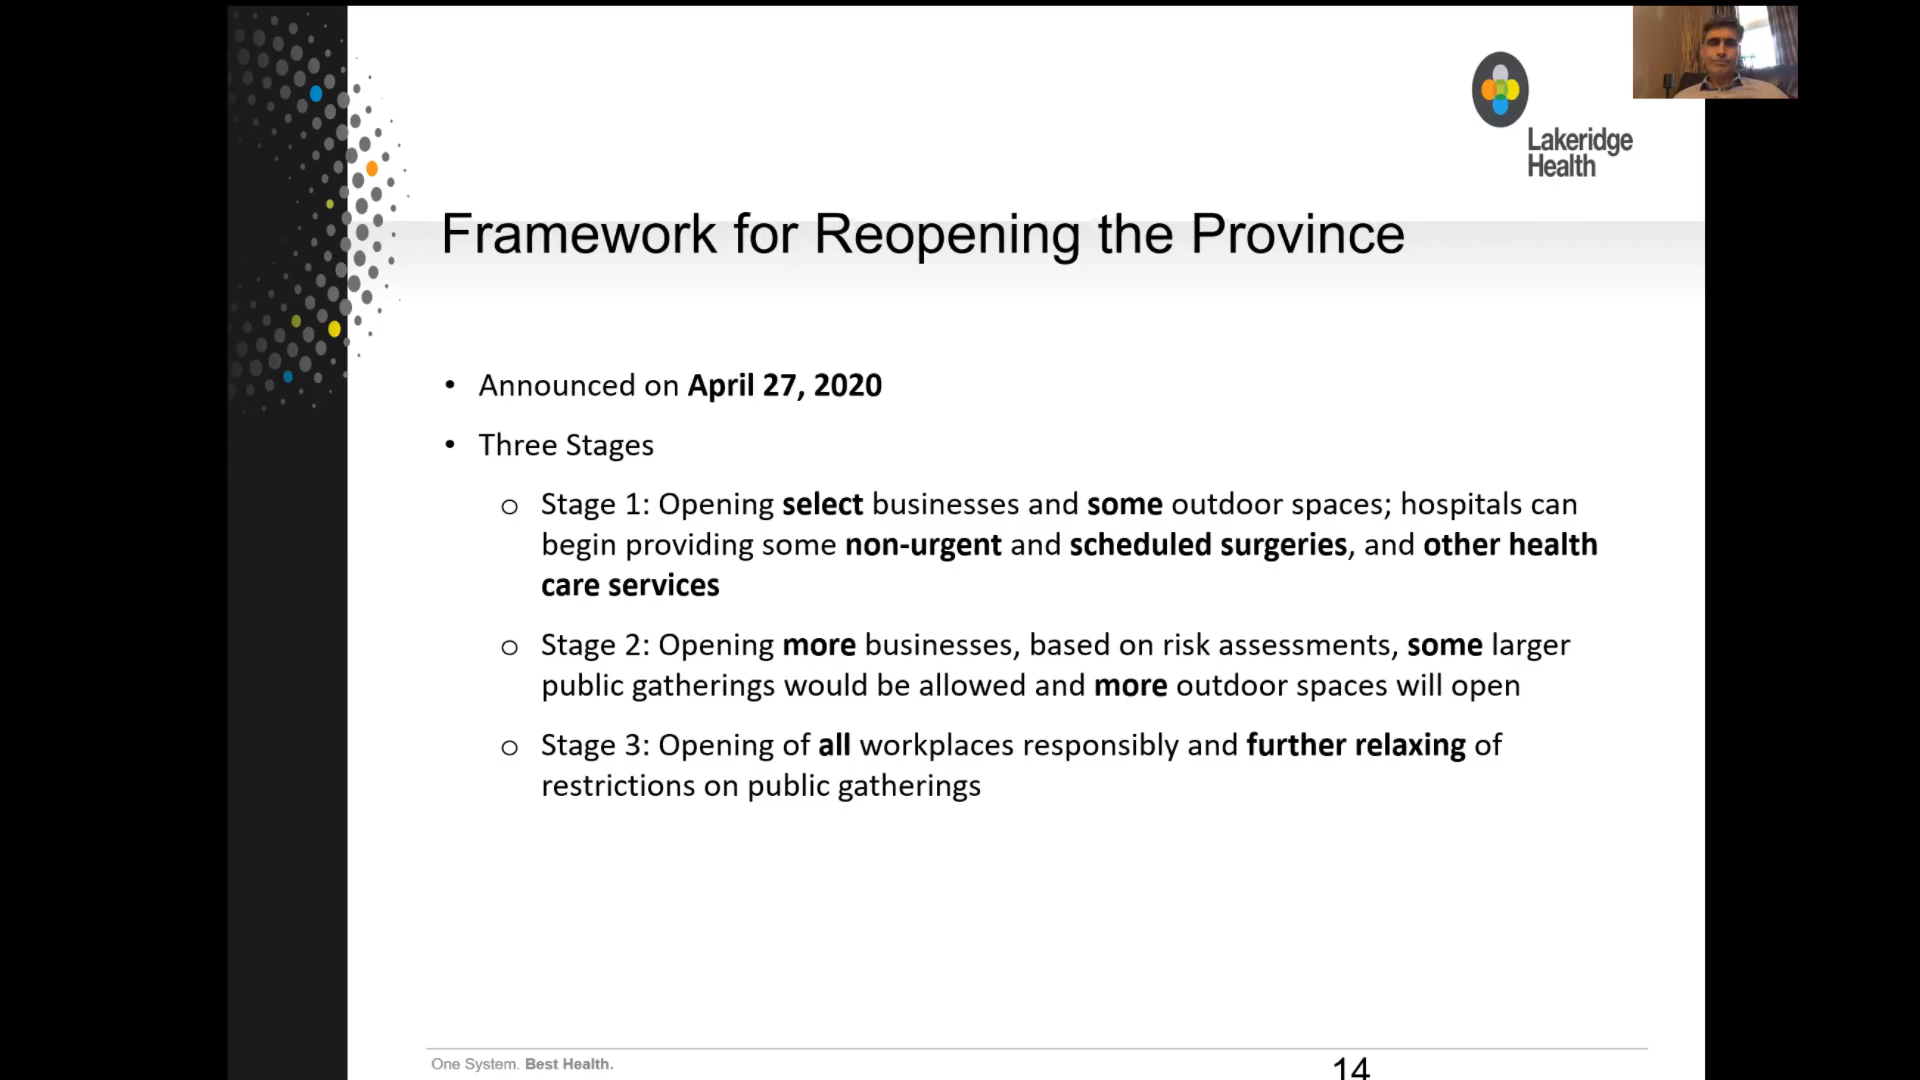 Lakeridge
Health
Framework for Reopening the Province
• Announced on April 27, 2020
• Three Stages
o Stage 1: Opening select businesses and some outdoor spaces; hospitals can
begin providing some non-urgent and scheduled surgeries, and other health
care services
o Stage 2: Opening more businesses, based on risk assessments, some larger
public gatherings would be allowed and more outdoor spaces will open
o Stage 3: Opening of all workplaces responsibly and further relaxing of
restrictions on public gatherings
One System. Best Health.
14